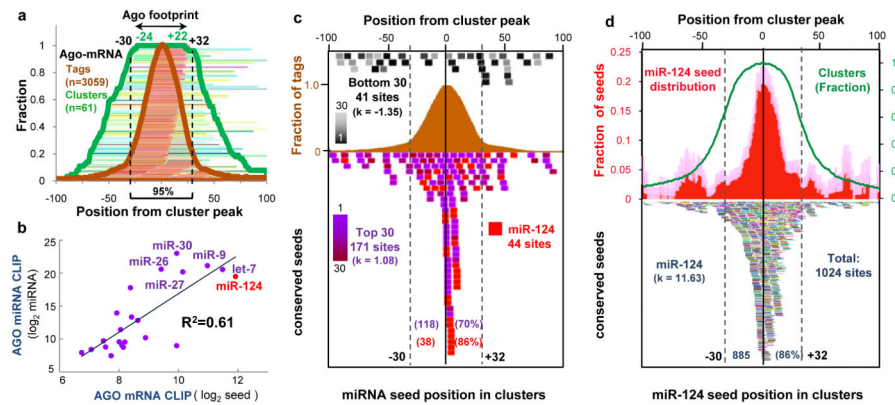 a
Ago footprint
-24 +22
-30 +32
Ago-mRNA
Tags
(n=3059)
Clusters
(n=61)
Fraction
1
0.8
0.6
0.4
0.2
0
-100 -50 0 50 100
95%
Position from cluster peak
b
AGO miRNA CLIP
(log2 miRNA)
25
20
15
10
5
miR-30
miR-9
miR-26
let-7
miR-27
miR-124
R²=0.61
6 8 10 12
AGO mRNA CLIP ( log2 seed)
c
Position from cluster peak
-100 -50 0 50 100
Fraction of tags
1.0
0
Bottom 30
41 sites
(k = -1.35)
30
1
conserved seeds
1
30
Top 30
171 sites
(k = 1.08)
miR-124
44 sites
(118) (70%)
(38) (86%)
-30 +32
miRNA seed position in clusters
d
Position from cluster peak
-100 -50 0 50 100
Fraction of seeds
0.25
0.2
0.15
0.1
0.05
0
miR-124 seed
distribution
Clusters
(Fraction)
miR-124
(k = 11.63)
Total:
1024 sites
conserved seeds
-30 885 (86%) +32
miR-124 seed position in clusters